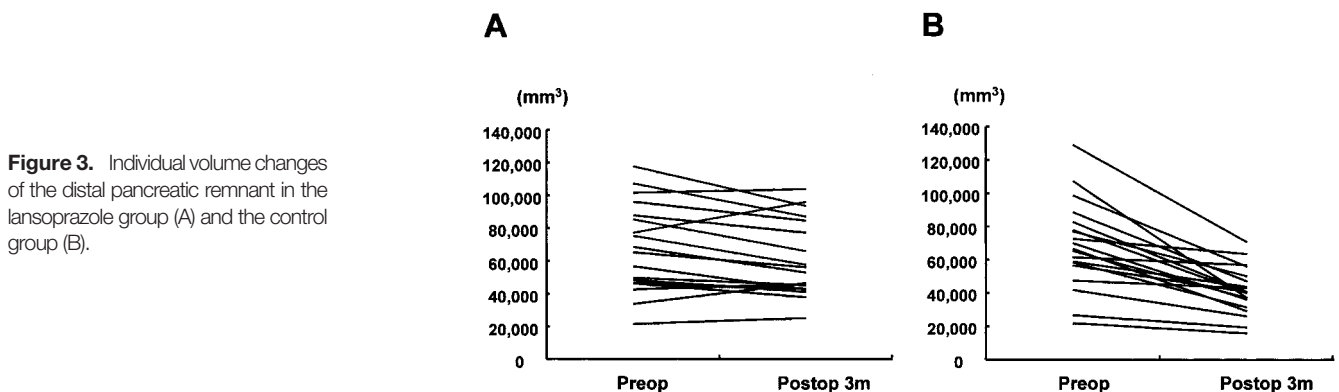 Figure 3. Individual volume changes
of the distal pancreatic remnant in the
lansoprazole group (A) and the control
group (B).
A
(mm³)
140,000
120,000
100,000
80,000
60,000
40,000
20,000
0
Preop Postop 3m
B
(mm³)
140,000
120,000
100,000
80,000
60,000
40,000
20,000
0
Preop Postop 3m